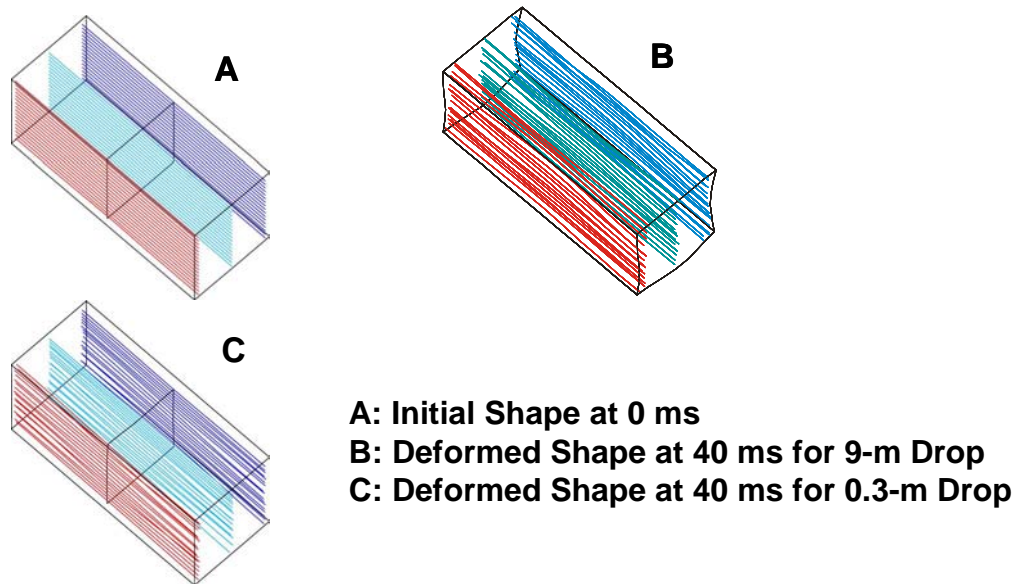 A
B
C
A: Initial Shape at 0 ms
B: Deformed Shape at 40 ms for 9-m Drop
C: Deformed Shape at 40 ms for 0.3-m Drop